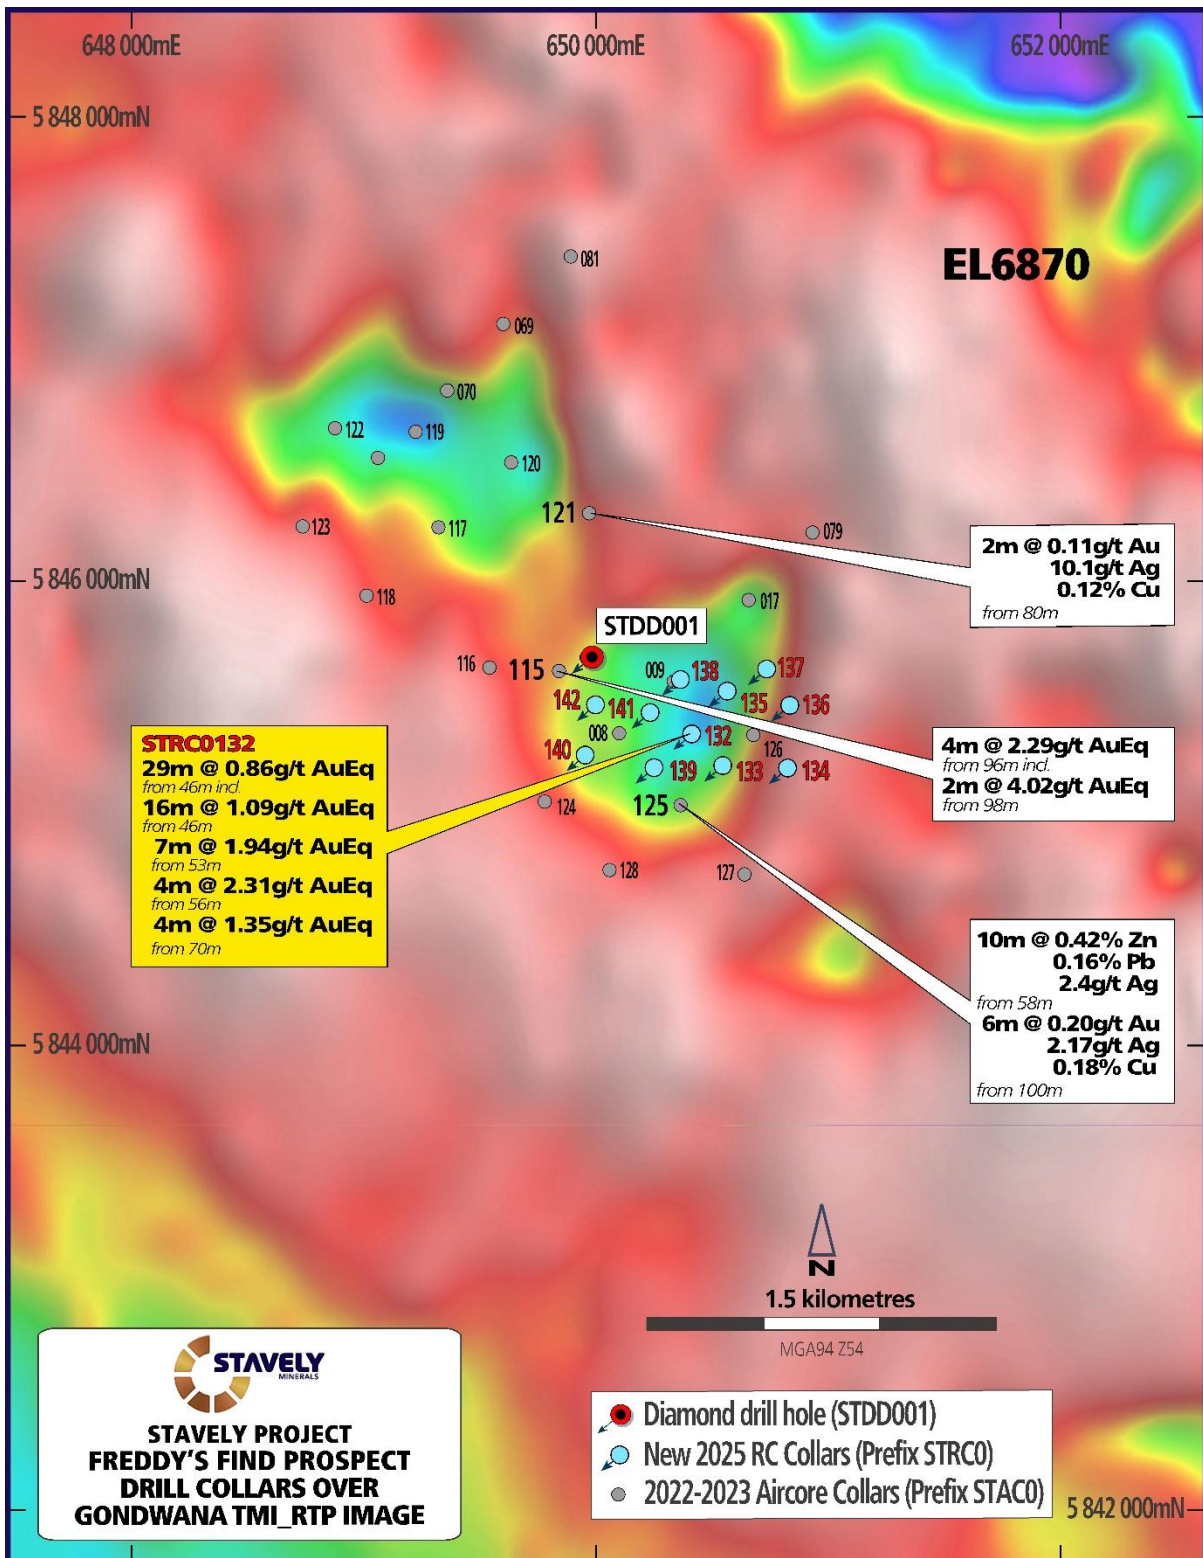 648 000mE
650 000mE
652 000mE
5 848 000mN
EL6870
081
069
070
122
119
120
121
123
117
079
2m @ 0.11g/t Au
10.1g/t Ag
0.12% Cu
from 80m
5 846 000mN
118
017
STDD001
116
115
009
138
137
142
141
135
136
008
132
126
140
139
133
134
124
125
128
127
STRC0132
29m @ 0.86g/t AuEq
from 46m incl.
16m @ 1.09g/t AuEq
from 46m
7m @ 1.94g/t AuEq
from 53m
4m @ 2.31g/t AuEq
from 56m
4m @ 1.35g/t AuEq
from 70m
4m @ 2.29g/t AuEq
from 96m incl.
2m @ 4.02g/t AuEq
from 98m
10m @ 0.42% Zn
0.16% Pb
2.4g/t Ag
from 58m
6m @ 0.20g/t Au
2.17g/t Ag
0.18% Cu
from 100m
5 844 000mN
N
1.5 kilometres
MGA94 Z54
STAVELY
MINERALS
STAVELY PROJECT
FREDDY'S FIND PROSPECT
DRILL COLLARS OVER
GONDWANA TMI_RTP IMAGE
Diamond drill hole (STDD001)
New 2025 RC Collars (Prefix STRC0)
2022-2023 Aircore Collars (Prefix STAC0)
5 842 000mN